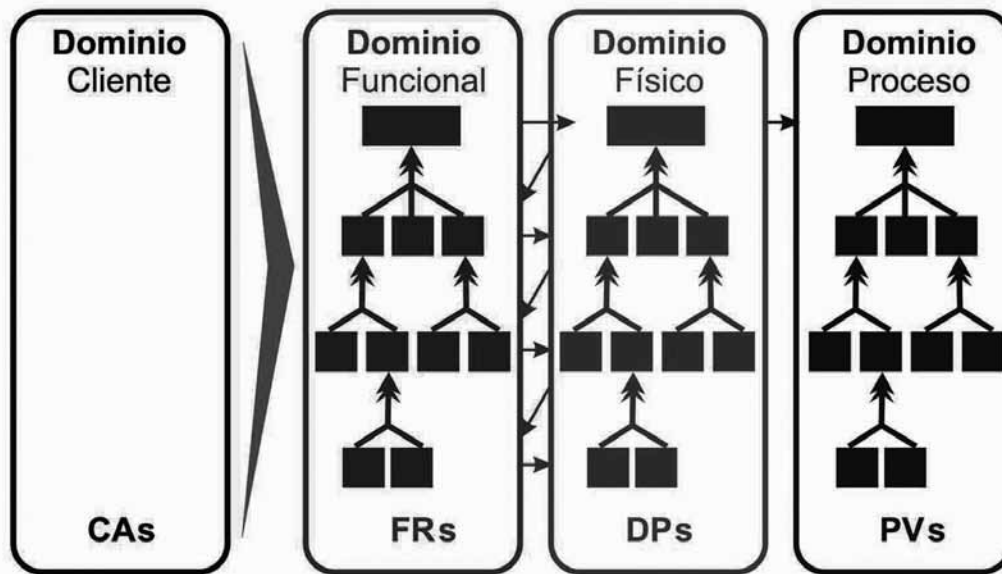 Dominio
Cliente
CAs
Dominio
Funcional
FRs
Dominio
Físico
DPs
Dominio
Proceso
PVs